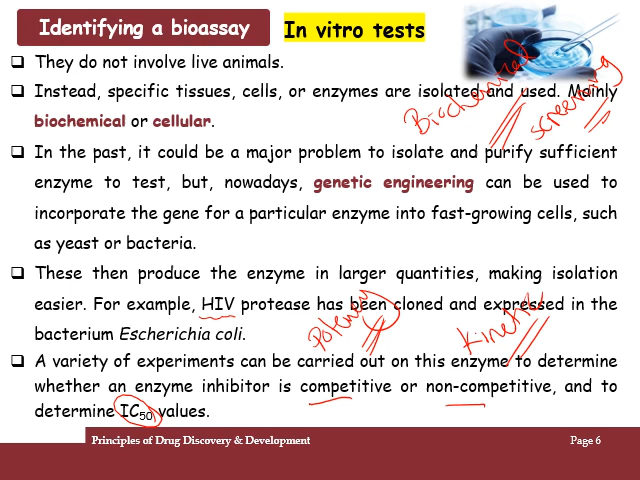 Identifying a bioassay
In vitro tests
They do not involve live animals.
Instead, specific tissues, cells, or enzymes are isolated and used. Mainly
biochemical or cellular.
Biochemical
screening
In the past, it could be a major problem to isolate and purify sufficient
enzyme to test, but, nowadays, genetic engineering can be used to
incorporate the gene for a particular enzyme into fast-growing cells, such
as yeast or bacteria.
These then produce the enzyme in larger quantities, making isolation
easier. For example, HIV protease has been cloned and expressed in the
bacterium Escherichia coli.
Potency
Kinetic
A variety of experiments can be carried out on this enzyme to determine
whether an enzyme inhibitor is competitive or non-competitive, and to
determine IC50 values.
Principles of Drug Discovery & Development
Page 6